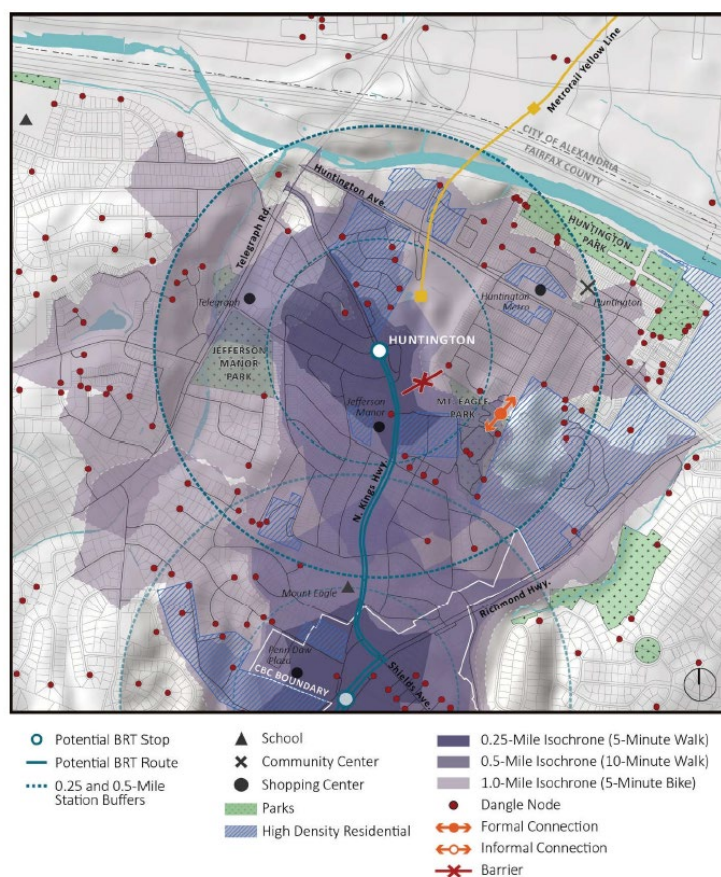 Metrorail Yellow Line
CITY OF ALEXANDRIA
FAIRFAX COUNTY
Huntington Ave.
Telegraph Rd.
HUNTINGTON
PARK
Telegraph
Huntington
Metro
Huntington
HUNTINGTON
JEFFERSON
MANOR
PARK
Jefferson
Manor
MT. EAGLE
PARK
N. Kings Hwy.
Mount Eagle
Richmond Hwy.
Penn Daw
Plaza
CBC BOUNDARY
Shields Ave.
Potential BRT Stop
Potential BRT Route
0.25 and 0.5-Mile
Station Buffers
School
Community Center
Shopping Center
Parks
High Density Residential
0.25-Mile Isochrone (5-Minute Walk)
0.5-Mile Isochrone (10-Minute Walk)
1.0-Mile Isochrone (5-Minute Bike)
Dangle Node
Formal Connection
Informal Connection
Barrier